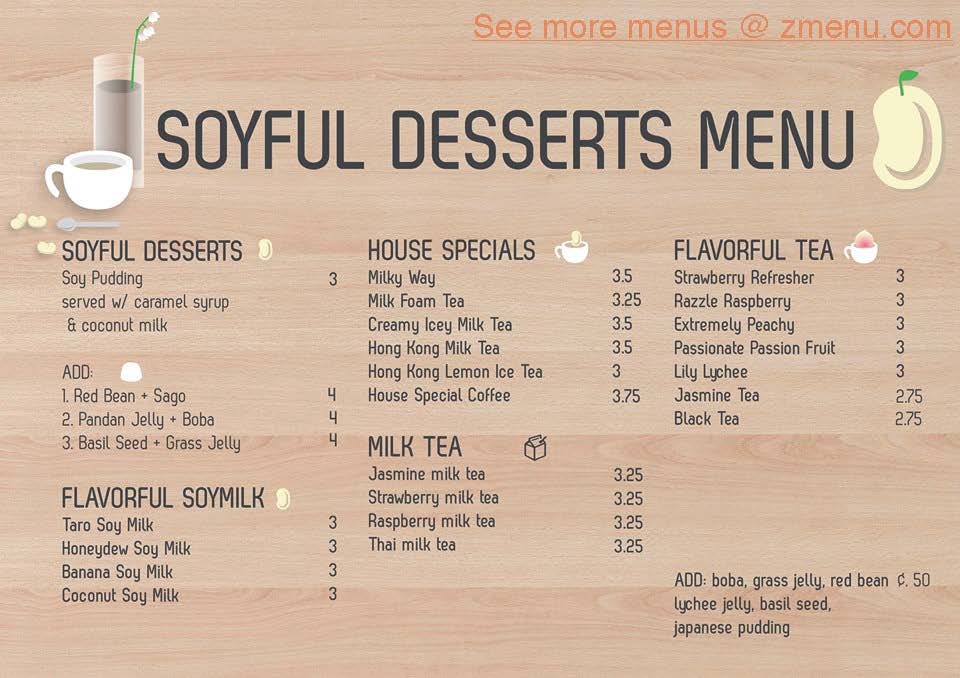 See more menus @ zmenu.com
SOYFUL DESSERTS MENU
SOYFUL DESSERTS
Soy Pudding 3
served w/ caramel syrup
& coconut milk
ADD:
1. Red Bean + Sago 4
2. Pandan Jelly + Boba 4
3. Basil Seed + Grass Jelly 4
FLAVORFUL SOYMILK
Taro Soy Milk 3
Honeydew Soy Milk 3
Banana Soy Milk 3
Coconut Soy Milk 3
HOUSE SPECIALS
Milky Way 3.5
Milk Foam Tea 3.25
Creamy Icey Milk Tea 3.5
Hong Kong Milk Tea 3.5
Hong Kong Lemon Ice Tea 3
House Special Coffee 3.75
MILK TEA
Jasmine milk tea 3.25
Strawberry milk tea 3.25
Raspberry milk tea 3.25
Thai milk tea 3.25
FLAVORFUL TEA
Strawberry Refresher 3
Razzle Raspberry 3
Extremely Peachy 3
Passionate Passion Fruit 3
Lily Lychee 3
Jasmine Tea 2.75
Black Tea 2.75
ADD: boba, grass jelly, red bean ¢. 50
lychee jelly, basil seed,
japanese pudding